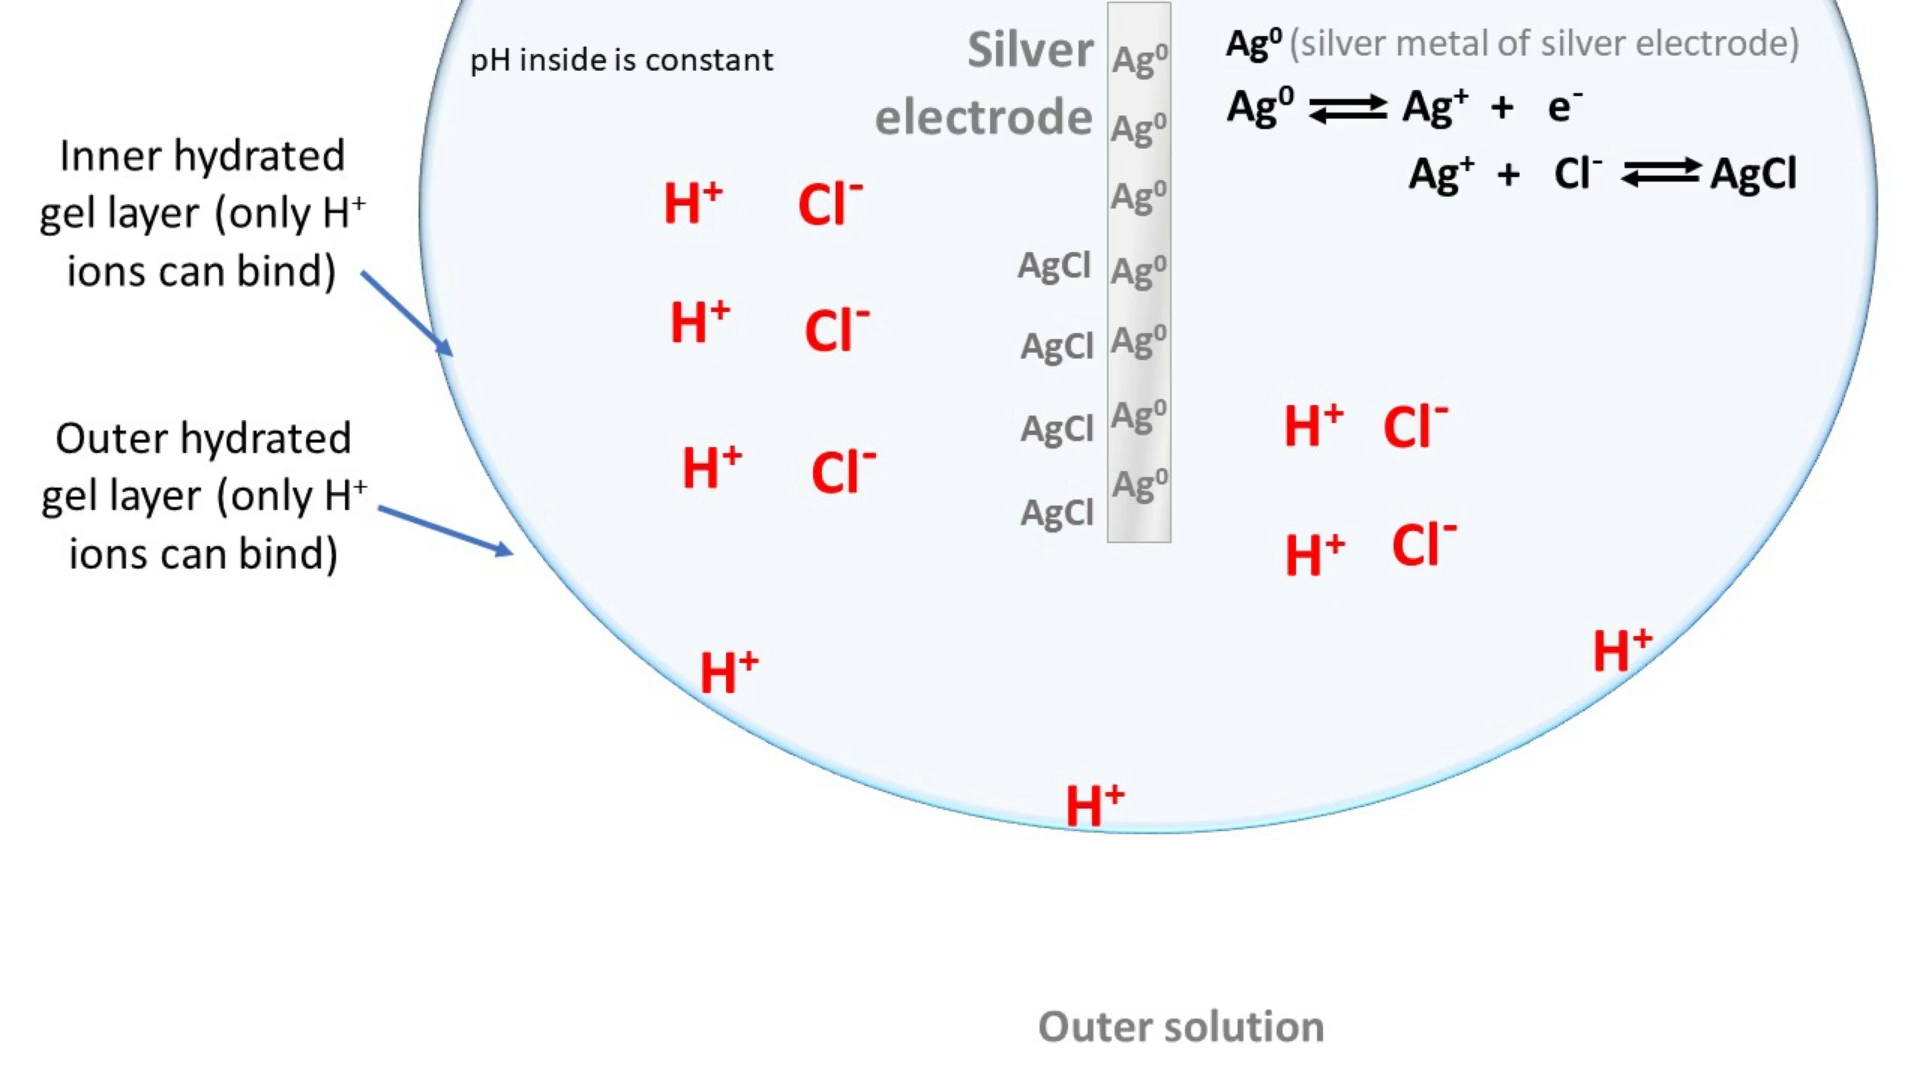 pH inside is constant
Silver
electrode
Ag⁰
Ag⁰
Ag⁰
Ag⁰
Ag⁰
Ag⁰
Ag⁰
Ag⁰ (silver metal of silver electrode)
Ag⁰ ⇌ Ag⁺ + e⁻
Ag⁺ + Cl⁻ ⇌ AgCl
Inner hydrated
gel layer (only H⁺
ions can bind)
Outer hydrated
gel layer (only H⁺
ions can bind)
H⁺ Cl⁻
H⁺ Cl⁻
H⁺ Cl⁻
AgCl
AgCl
AgCl
AgCl
H⁺ Cl⁻
H⁺ Cl⁻
H⁺
H⁺
H⁺
Outer solution